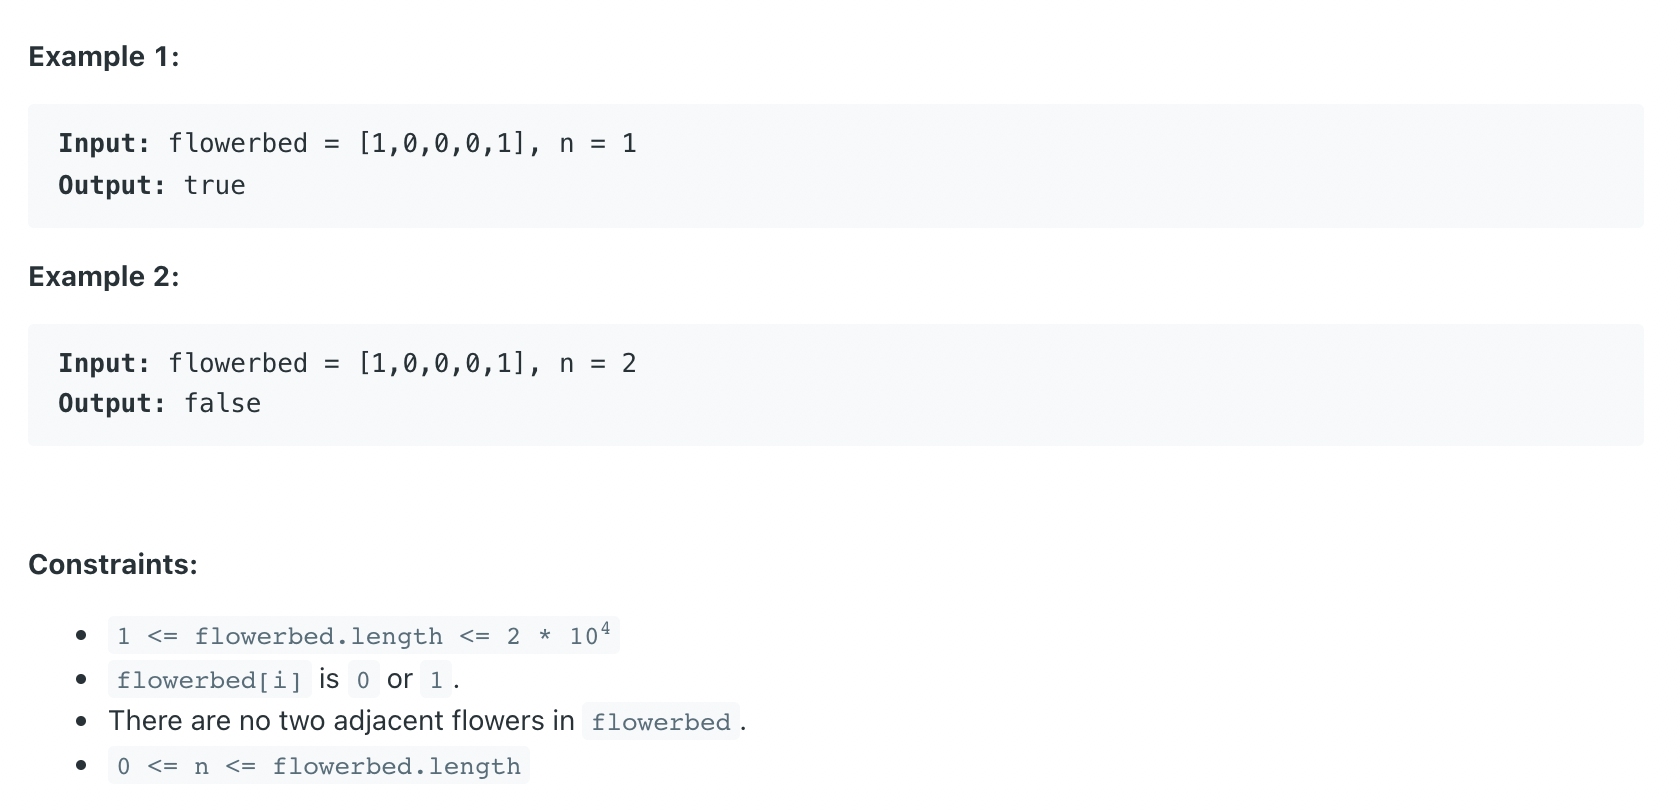 Example 1:
Input: flowerbed = [1,0,0,0,1], n = 1
Output: true
Example 2:
Input: flowerbed = [1,0,0,0,1], n = 2
Output: false
Constraints:
• 1 <= flowerbed.length <= 2 * 10⁴
• flowerbed[i] is 0 or 1.
• There are no two adjacent flowers in flowerbed.
• 0 <= n <= flowerbed.length